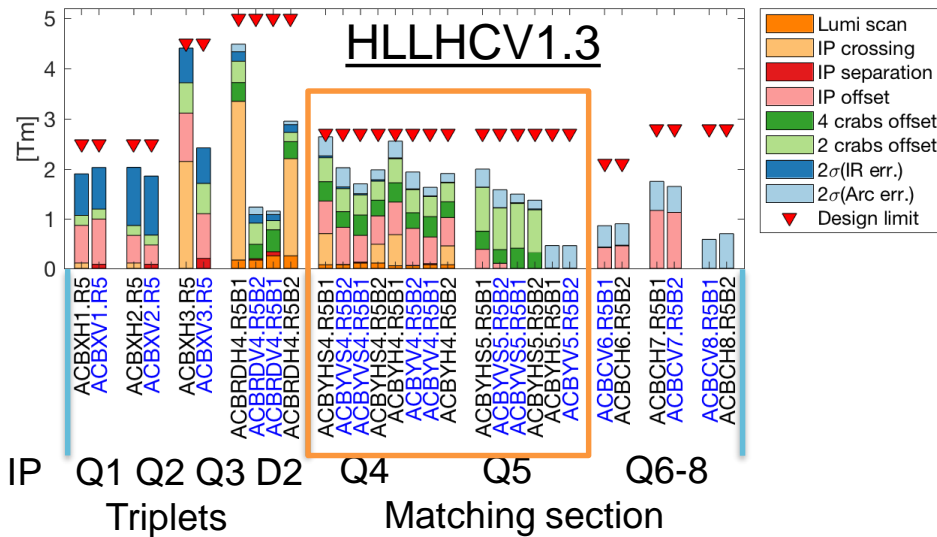 HLLHCV1.3
[Tm]
5
4
3
2
1
0
Lumi scan
IP crossing
IP separation
IP offset
4 crabs offset
2 crabs offset
2σ(IR err.)
2σ(Arc err.)
Design limit
ACBXH1.R5
ACBXV1.R5
ACBXH2.R5
ACBXV2.R5
ACBXH3.R5
ACBXV3.R5
ACBRDH4.R5B1
ACBRDV4.R5B2
ACBRDV4.R5B1
ACBRDH4.R5B2
ACBYHS4.R5B1
ACBYVS4.R5B2
ACBYVS4.R5B1
ACBYHS4.R5B2
ACBYH4.R5B1
ACBYV4.R5B2
ACBYV4.R5B1
ACBYH4.R5B2
ACBYHS5.R5B1
ACBYVS5.R5B2
ACBYVS5.R5B1
ACBYHS5.R5B2
ACBYH5.R5B1
ACBYV5.R5B2
ACBCV6.R5B1
ACBCH6.R5B2
ACBCH7.R5B1
ACBCV7.R5B2
ACBCV8.R5B1
ACBCH8.R5B2
IP Q1 Q2 Q3 D2 Q4 Q5 Q6-8
Triplets Matching section